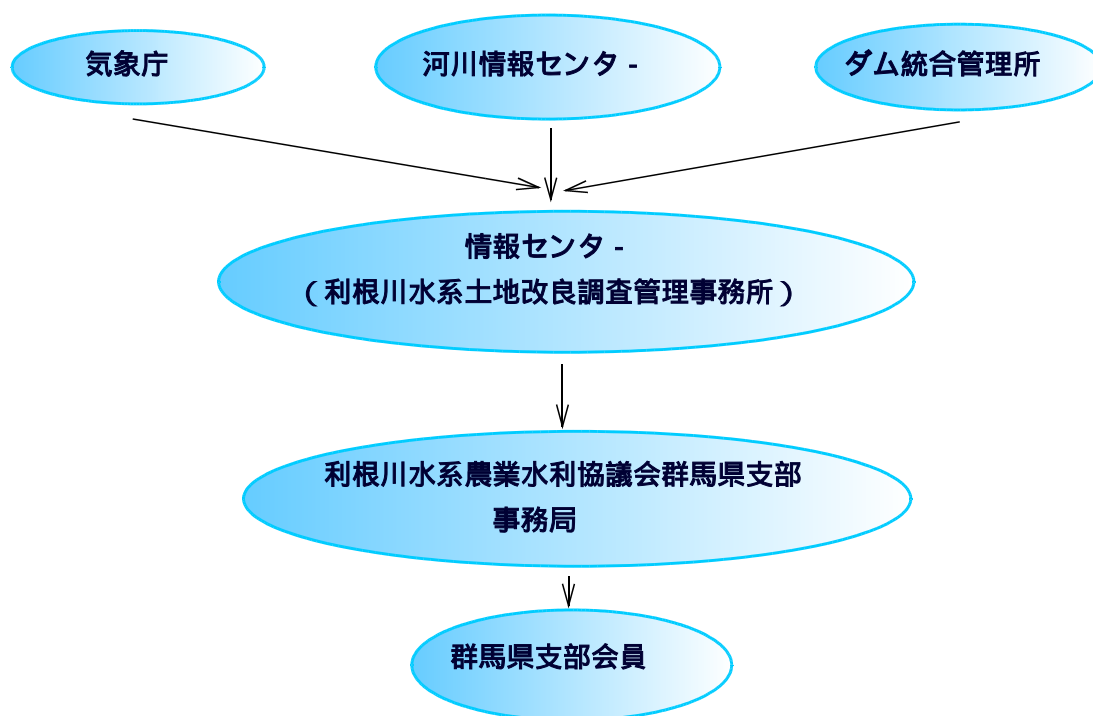 気象庁
河川情報センタ-
ダム統合管理所
情報センタ-
（利根川水系土地改良調査管理事務所）
利根川水系農業水利協議会群馬県支部
事務局
群馬県支部会員